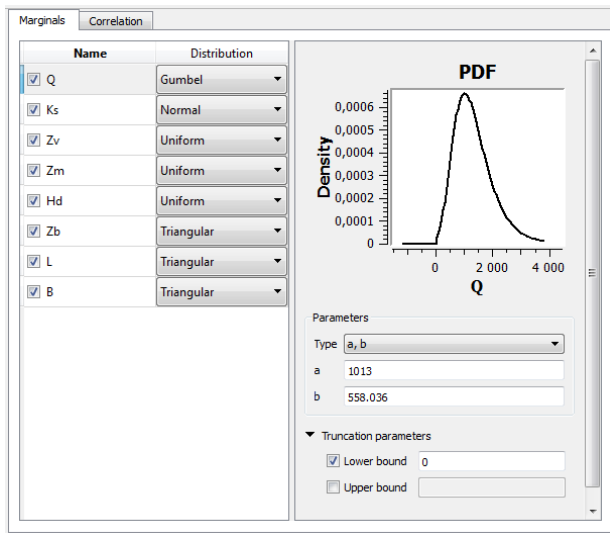 Marginals Correlation
Name Distribution
Q Gumbel
Ks Normal
Zv Uniform
Zm Uniform
Hd Uniform
Zb Triangular
L Triangular
B Triangular
PDF
Density
0,0006
0,0005
0,0004
0,0003
0,0002
0,0001
0
0 2 000 4 000
Q
Parameters
Type a, b
a 1013
b 558.036
Truncation parameters
Lower bound 0
Upper bound